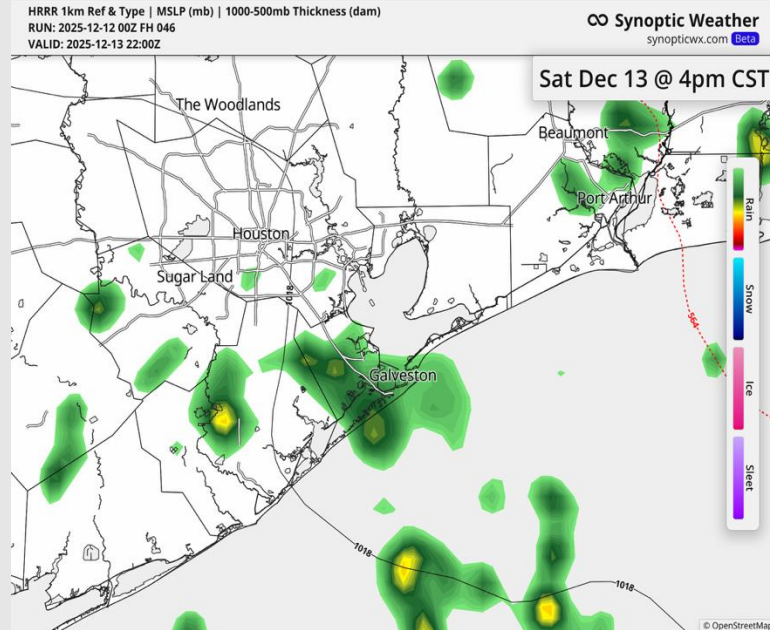 HRRR 1km Ref & Type | MSLP (mb) | 1000-500mb Thickness (dam)
RUN: 2025-12-12 00Z FH 046
VALID: 2025-12-13 22:00Z
Synoptic Weather
synopticwx.com Beta
Sat Dec 13 @ 4pm CST
The Woodlands
Beaumont
Port Arthur
Houston
Sugar Land
1018
Galveston
564
Rain
Snow
Ice
Sleet
1018
1018
© OpenStreetMap